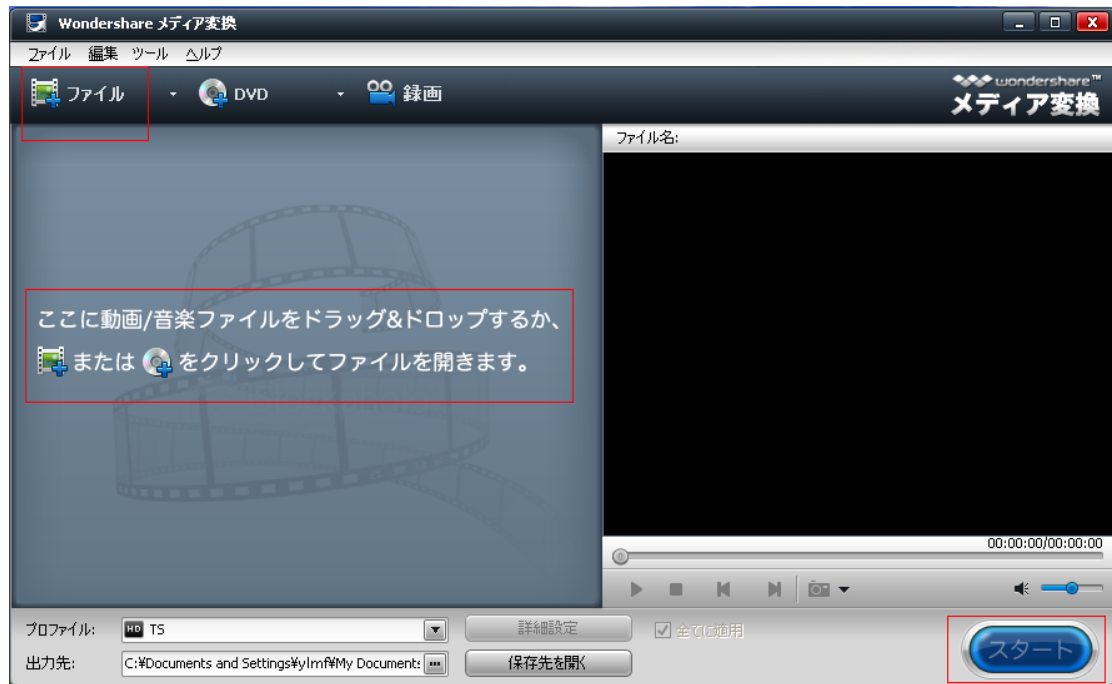 Wondershare メディア変換
ファイル 編集 ツール ヘルプ
ファイル DVD 録画
wondershare™
メディア変換
ファイル名:
ここに動画/音楽ファイルをドラッグ&ドロップするか、
または をクリックしてファイルを開きます。
00:00:00/00:00:00
プロファイル: HD TS 詳細設定 全てに適用
出力先: C:¥Documents and Settings¥ylmf¥My Documents ... 保存先を開く
スタート